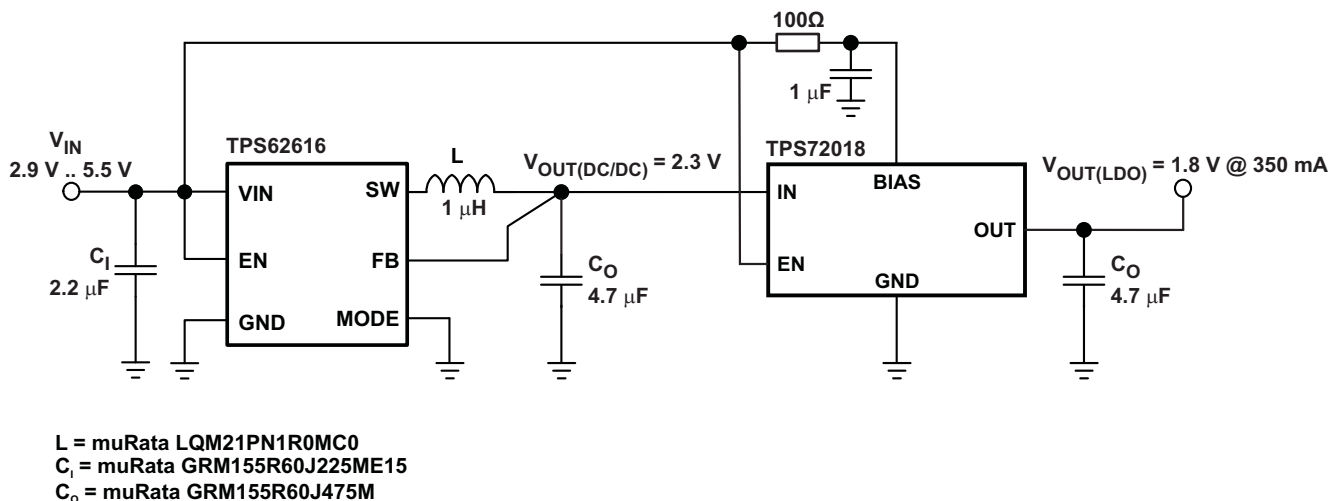 100Ω
1 μF
V_IN
2.9 V .. 5.5 V
TPS62616
L
1 μH
V_OUT(DC/DC) = 2.3 V
TPS72018
V_OUT(LDO) = 1.8 V @ 350 mA
VIN
SW
IN
BIAS
C_I
2.2 μF
EN
FB
C_O
4.7 μF
EN
OUT
GND
C_O
4.7 μF
GND
MODE
L = muRata LQM21PN1R0MC0
C_I = muRata GRM155R60J225ME15
C_O = muRata GRM155R60J475M